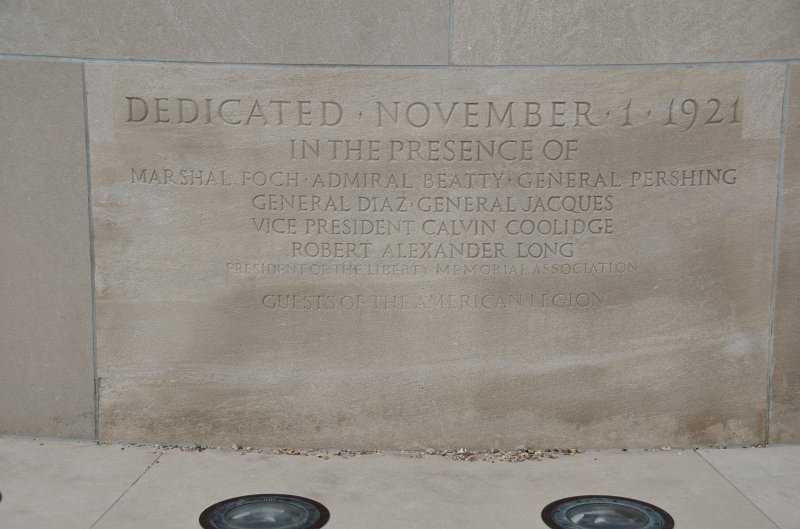 DEDICATED · NOVEMBER · 1 · 1921
IN THE PRESENCE OF
MARSHAL FOCH · ADMIRAL BEATTY · GENERAL PERSHING
GENERAL DIAZ · GENERAL JACQUES
VICE PRESIDENT CALVIN COOLIDGE
ROBERT ALEXANDER LONG
PRESIDENT OF THE LIBERTY MEMORIAL ASSOCIATION
GUESTS OF THE AMERICAN LEGION